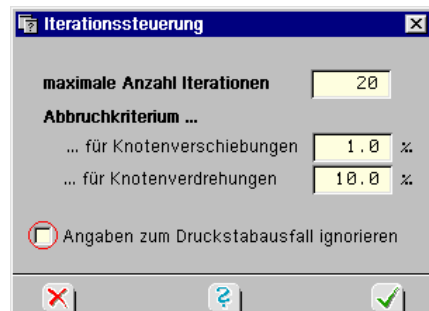 Iterationssteuerung
maximale Anzahl Iterationen 20
Abbruchkriterium ...
... für Knotenverschiebungen 1.0 %
... für Knotenverdrehungen 10.0 %
Angaben zum Druckstabausfall ignorieren
?